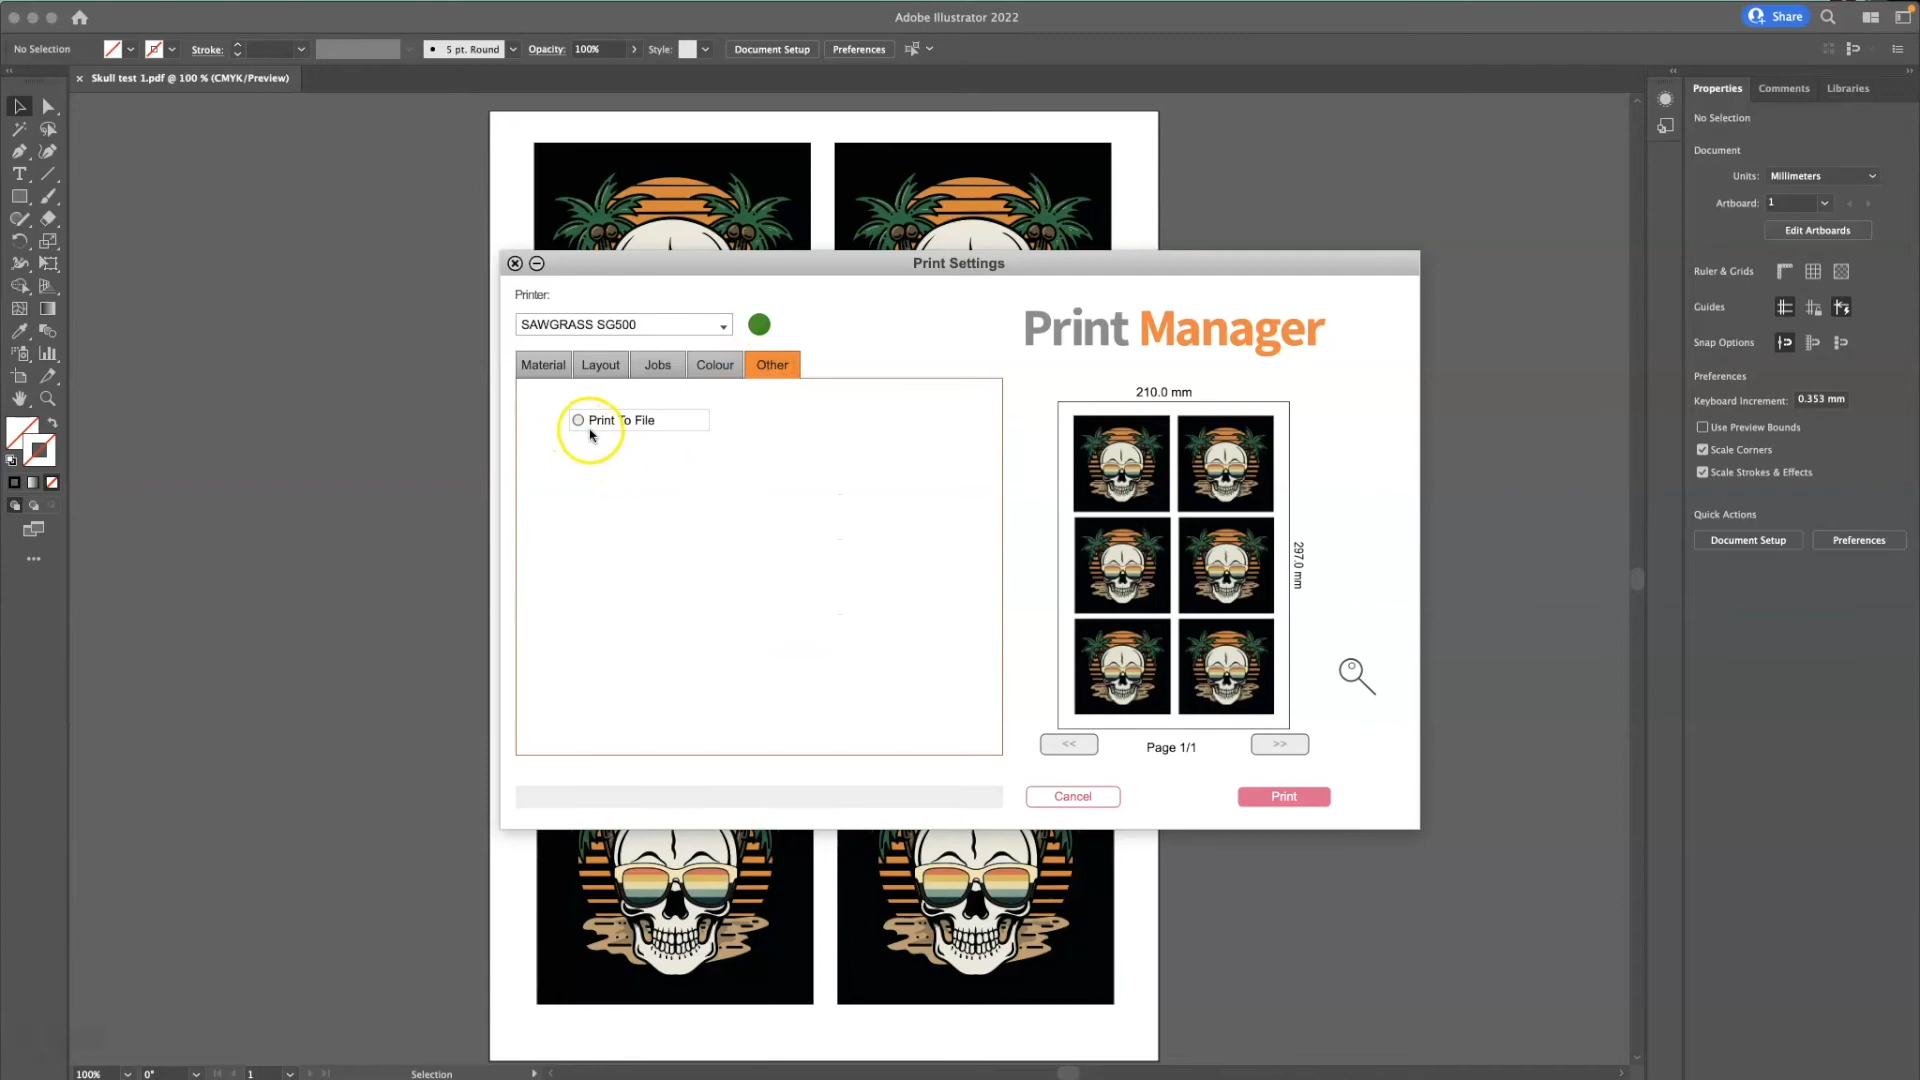 Adobe Illustrator 2022
Share
No Selection
Stroke:
5 pt. Round
Opacity:
100%
Style:
Document Setup
Preferences
× Skull test 1.pdf @ 100 % (CMYK/Preview)
Properties
Comments
Libraries
No Selection
Document
Units:
Millimeters
Artboard:
1
Edit Artboards
Ruler & Grids
Guides
Snap Options
Preferences
Keyboard Increment:
0.353 mm
Use Preview Bounds
Scale Corners
Scale Strokes & Effects
Quick Actions
Document Setup
Preferences
Print Settings
Printer:
SAWGRASS SG500
Print Manager
Material
Layout
Jobs
Colour
Other
Print To File
210.0 mm
297.0 mm
<<
Page 1/1
>>
Cancel
Print
100%
0°
1
Selection